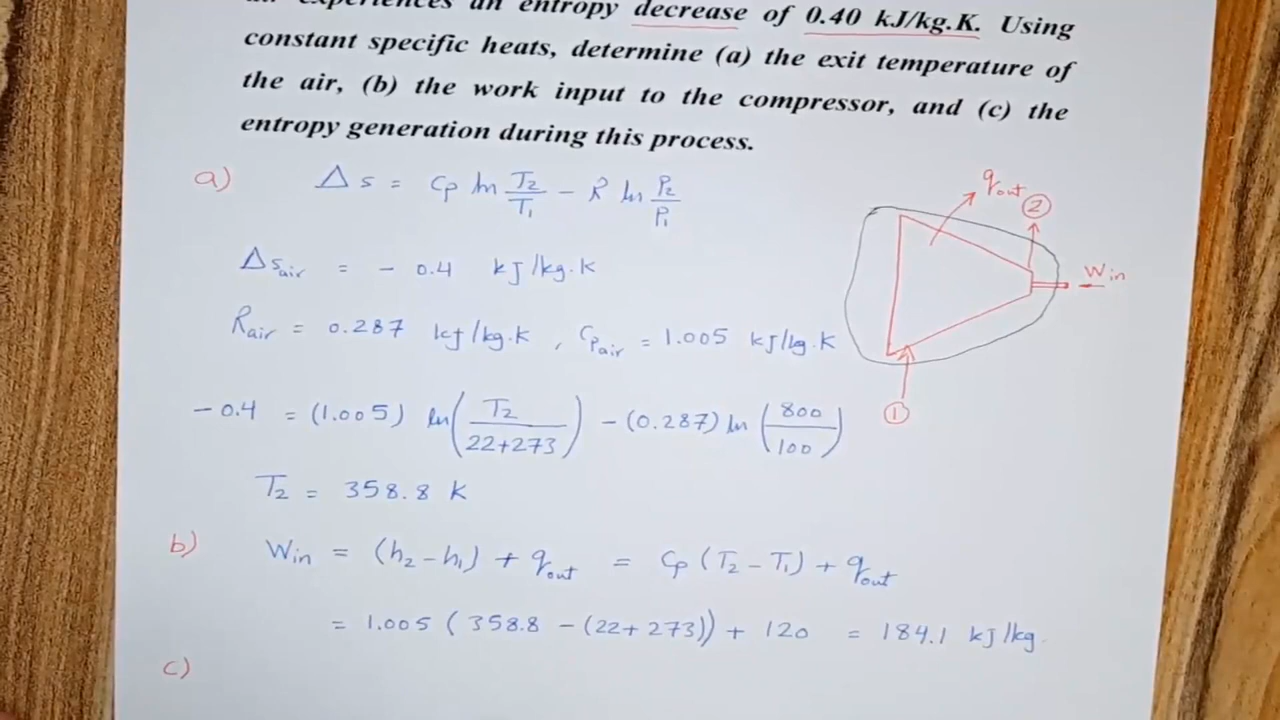 air experiences an entropy decrease of 0.40 kJ/kg.K. Using
constant specific heats, determine (a) the exit temperature of
the air, (b) the work input to the compressor, and (c) the
entropy generation during this process.
a) Δs = Cp ln T2/T1 − R ln P2/P1
Δsair = − 0.4 kJ/kg.K
Rair = 0.287 kJ/kg.K , Cpair = 1.005 kJ/kg.K
− 0.4 = (1.005) ln(T2/22+273) − (0.287) ln (800/100)
T2 = 358.8 K
b) Win = (h2 − h1) + qout = Cp (T2 − T1) + qout
= 1.005 (358.8 − (22+273)) + 120 = 184.1 kJ/kg.
c)
qout
2
Win
1